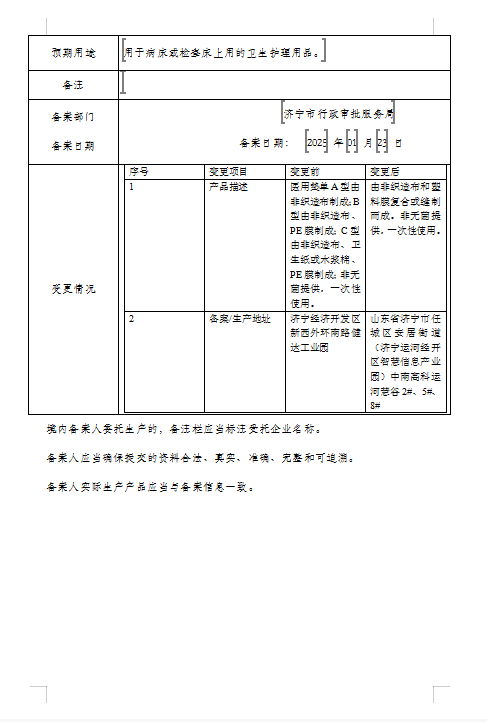 预期用途
用于病床或检查床上用的卫生护理用品。
备注
备案部门
备案日期
济宁市行政审批服务局
备案日期： 2025 年 01 月 23 日
变更情况
序号 变更项目 变更前 变更后
1 产品描述
医用垫单 A 型由
非织造布制成；B
型由非织造布、
PE 膜制成；C 型
由非织造布、卫
生纸或木浆棉、
PE 膜制成；非无
菌提供，一次性
使用。
由非织造布和塑
料膜复合或缝制
而成。非无菌提
供，一次性使用。
2 备案/生产地址
济宁经济开发区
新西外环南路健
达工业园
山东省济宁市任
城区安居街道
（济宁运河经开
区智慧信息产业
园）中南高科运
河慧谷 2#、5#、
8#
境内备案人委托生产的，备注栏应当标注受托企业名称。
备案人应当确保提交的资料合法、真实、准确、完整和可追溯。
备案人实际生产产品应当与备案信息一致。